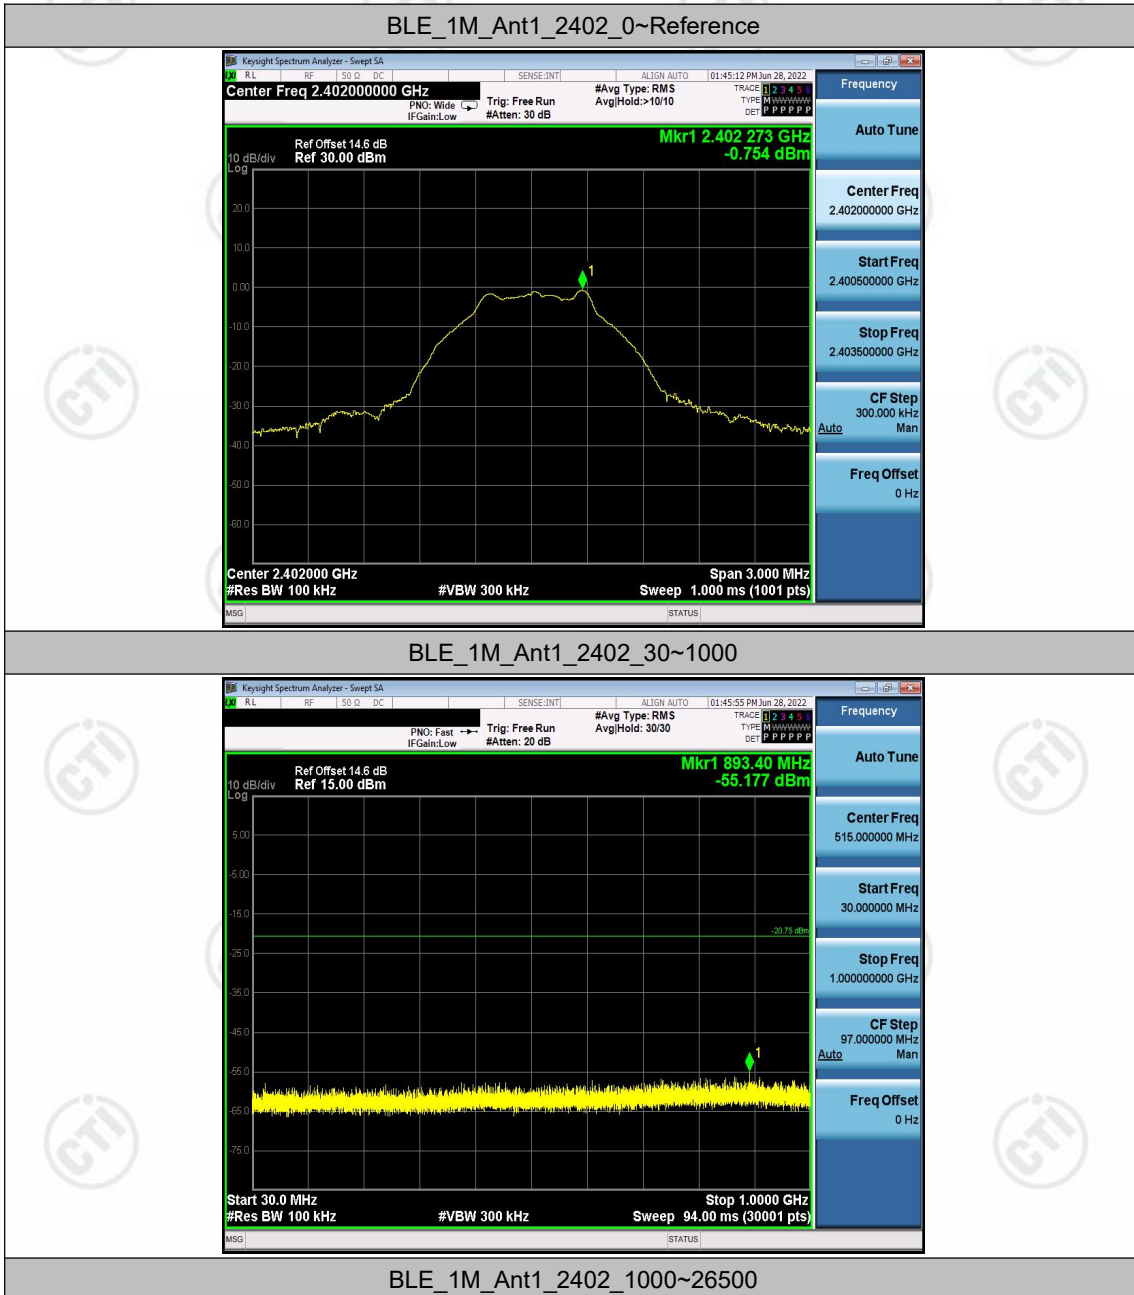 BLE_1M_Ant1_2402_0~Reference
Keysight Spectrum Analyzer - Swept SA
LXI RL RF 50 Ω DC SENSE:INT ALIGN AUTO 01:45:12 PM Jun 28, 2022
Center Freq 2.402000000 GHz
PNO: Wide
IFGain:Low
Trig: Free Run
#Atten: 30 dB
#Avg Type: RMS
Avg|Hold:>10/10
TRACE 1 2 3 4 5 6
TYPE M W W W W W
DET P P P P P P
Ref Offset 14.6 dB
10 dB/div Ref 30.00 dBm
Log
Mkr1 2.402 273 GHz
-0.754 dBm
20.0
10.0
0.00
-10.0
-20.0
-30.0
-40.0
-50.0
-60.0
1
Center 2.402000 GHz Span 3.000 MHz
#Res BW 100 kHz #VBW 300 kHz Sweep 1.000 ms (1001 pts)
MSG STATUS
Frequency
Auto Tune
Center Freq
2.402000000 GHz
Start Freq
2.400500000 GHz
Stop Freq
2.403500000 GHz
CF Step
300.000 kHz
Auto Man
Freq Offset
0 Hz
BLE_1M_Ant1_2402_30~1000
Keysight Spectrum Analyzer - Swept SA
LXI RL RF 50 Ω DC SENSE:INT ALIGN AUTO 01:45:55 PM Jun 28, 2022
PNO: Fast
IFGain:Low
Trig: Free Run
#Atten: 20 dB
#Avg Type: RMS
Avg|Hold: 30/30
TRACE 1 2 3 4 5 6
TYPE M W W W W W
DET P P P P P P
Ref Offset 14.6 dB
10 dB/div Ref 15.00 dBm
Log
Mkr1 893.40 MHz
-55.177 dBm
5.00
-5.00
-15.0
-25.0
-35.0
-45.0
-55.0
-65.0
-75.0
-20.75 dBm
1
Start 30.0 MHz Stop 1.0000 GHz
#Res BW 100 kHz #VBW 300 kHz Sweep 94.00 ms (30001 pts)
MSG STATUS
Frequency
Auto Tune
Center Freq
515.000000 MHz
Start Freq
30.000000 MHz
Stop Freq
1.000000000 GHz
CF Step
97.000000 MHz
Auto Man
Freq Offset
0 Hz
BLE_1M_Ant1_2402_1000~26500
CTI
CTI
CTI
CTI
CTI
CTI